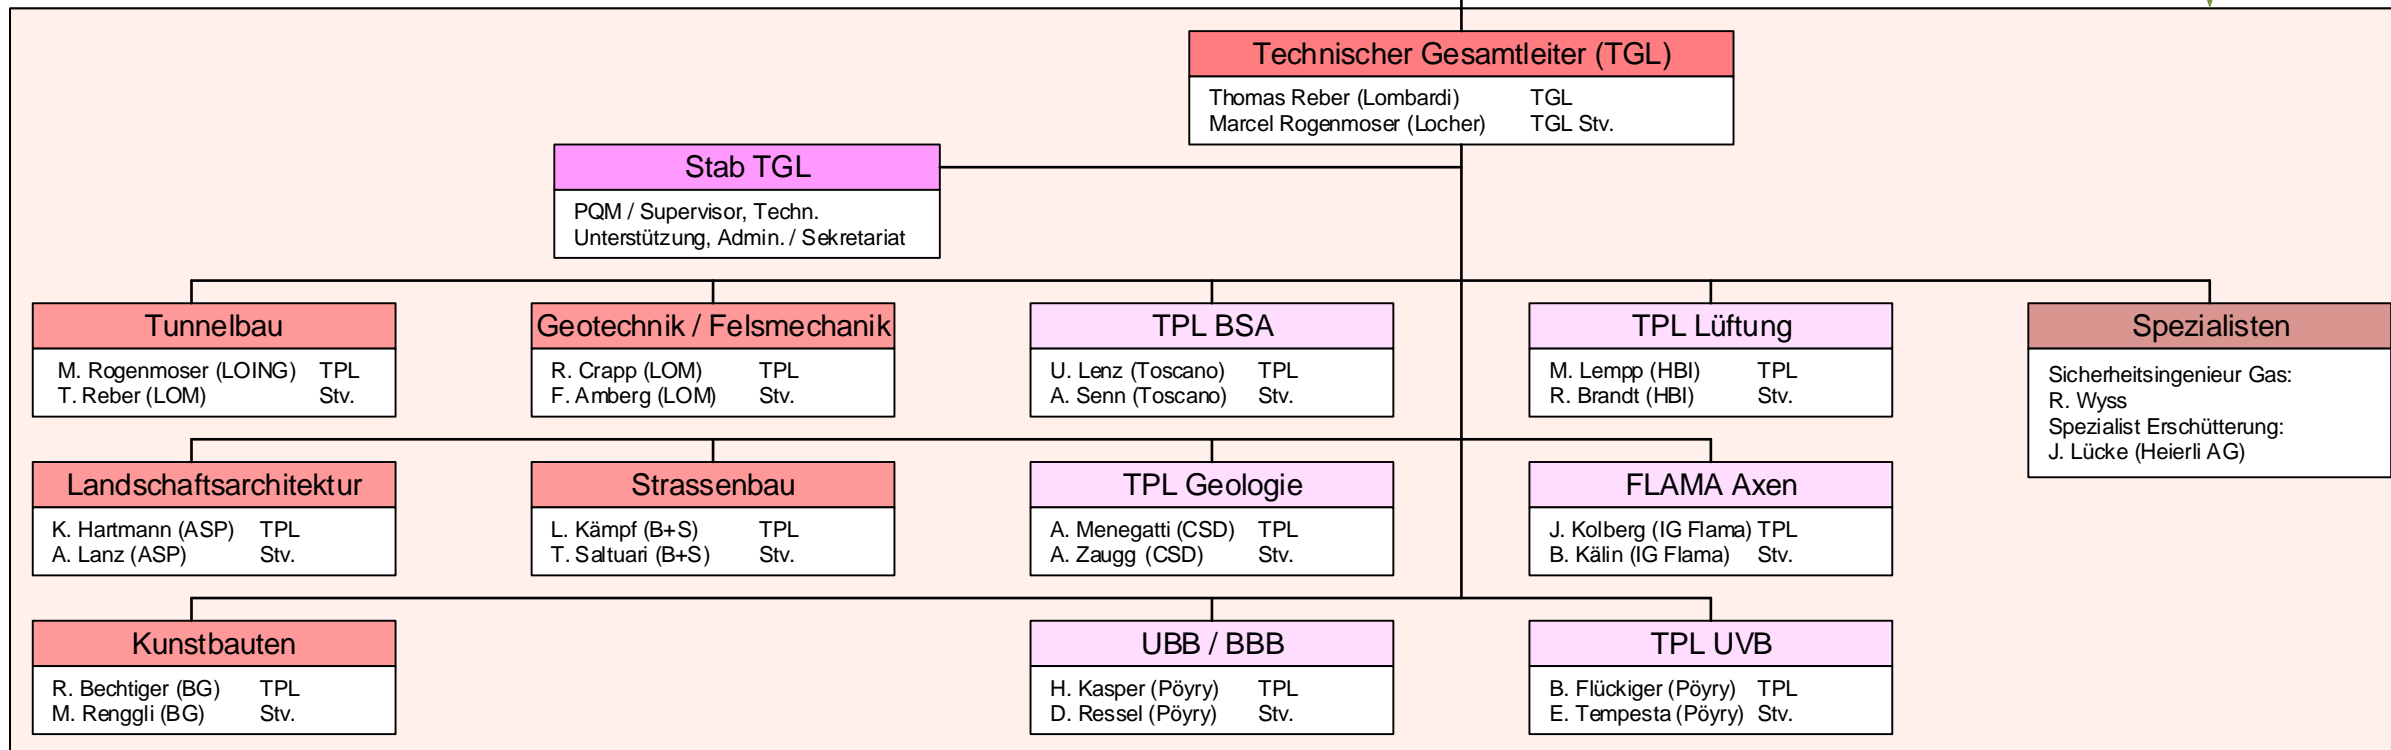 Technischer Gesamtleiter (TGL)
Thomas Reber (Lombardi) TGL
Marcel Rogenmoser (Locher) TGL Stv.
Stab TGL
PQM / Supervisor, Techn.
Unterstützung, Admin. / Sekretariat
Tunnelbau
M. Rogenmoser (LOING) TPL
T. Reber (LOM) Stv.
Geotechnik / Felsmechanik
R. Crapp (LOM) TPL
F. Amberg (LOM) Stv.
TPL BSA
U. Lenz (Toscano) TPL
A. Senn (Toscano) Stv.
TPL Lüftung
M. Lempp (HBI) TPL
R. Brandt (HBI) Stv.
Spezialisten
Sicherheitsingenieur Gas:
R. Wyss
Spezialist Erschütterung:
J. Lücke (Heierli AG)
Landschaftsarchitektur
K. Hartmann (ASP) TPL
A. Lanz (ASP) Stv.
Strassenbau
L. Kämpf (B+S) TPL
T. Saltuari (B+S) Stv.
TPL Geologie
A. Menegatti (CSD) TPL
A. Zaugg (CSD) Stv.
FLAMA Axen
J. Kolberg (IG Flama) TPL
B. Kälin (IG Flama) Stv.
Kunstbauten
R. Bechtiger (BG) TPL
M. Renggli (BG) Stv.
UBB / BBB
H. Kasper (Pöyry) TPL
D. Ressel (Pöyry) Stv.
TPL UVB
B. Flückiger (Pöyry) TPL
E. Tempesta (Pöyry) Stv.